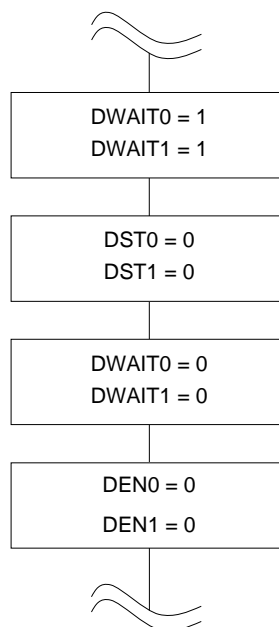 DWAIT0 = 1
DWAIT1 = 1
DST0 = 0
DST1 = 0
DWAIT0 = 0
DWAIT1 = 0
DEN0 = 0
DEN1 = 0